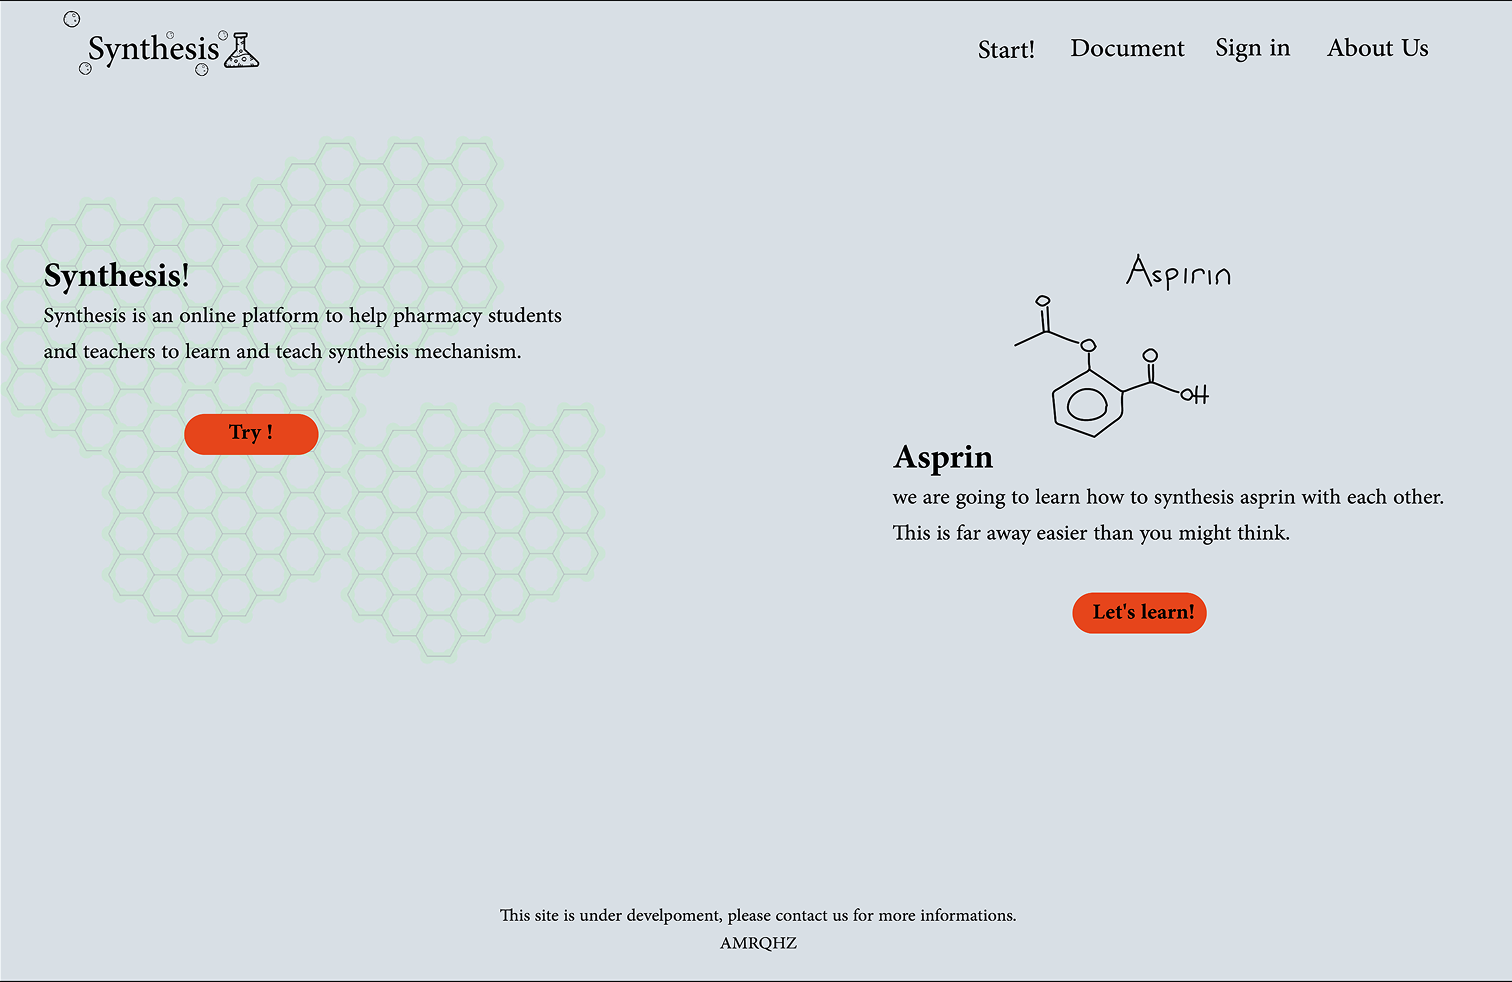 Synthesis
Start! Document Sign in About Us
Synthesis!
Synthesis is an online platform to help pharmacy students
and teachers to learn and teach synthesis mechanism.
Try !
Aspirin
O
O
O
OH
Asprin
we are going to learn how to synthesis asprin with each other.
This is far away easier than you might think.
Let's learn!
This site is under develpoment, please contact us for more informations.
AMRQHZ